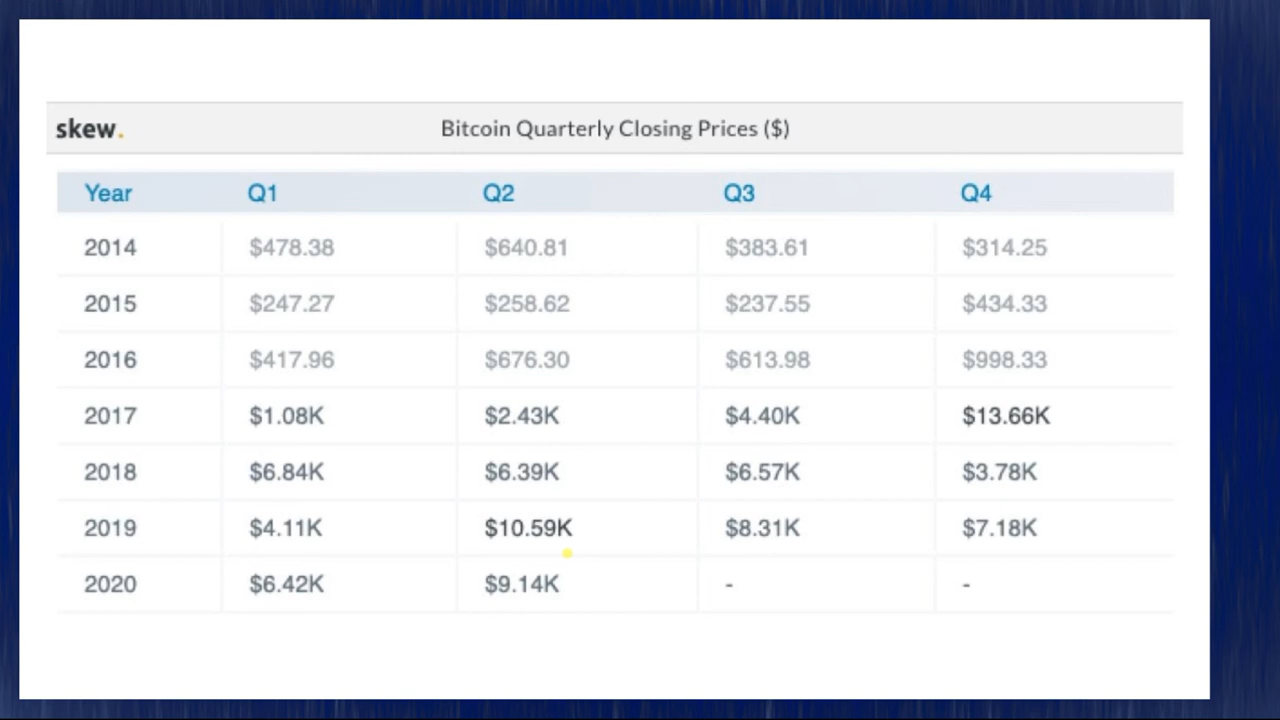 skew. Bitcoin Quarterly Closing Prices ($)
Year Q1 Q2 Q3 Q4
2014 $478.38 $640.81 $383.61 $314.25
2015 $247.27 $258.62 $237.55 $434.33
2016 $417.96 $676.30 $613.98 $998.33
2017 $1.08K $2.43K $4.40K $13.66K
2018 $6.84K $6.39K $6.57K $3.78K
2019 $4.11K $10.59K $8.31K $7.18K
2020 $6.42K $9.14K - -